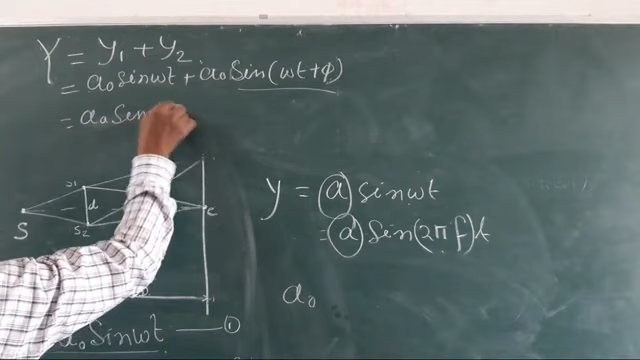 Y = y₁ + y₂
= a₀ sinωt + a₀ Sin(ωt+ϕ)
= a₀ Sin
S1
d
S
S2
c
y = a sinωt
= a Sin(2π f)t
a₀
a₀ Sinωt —— ①